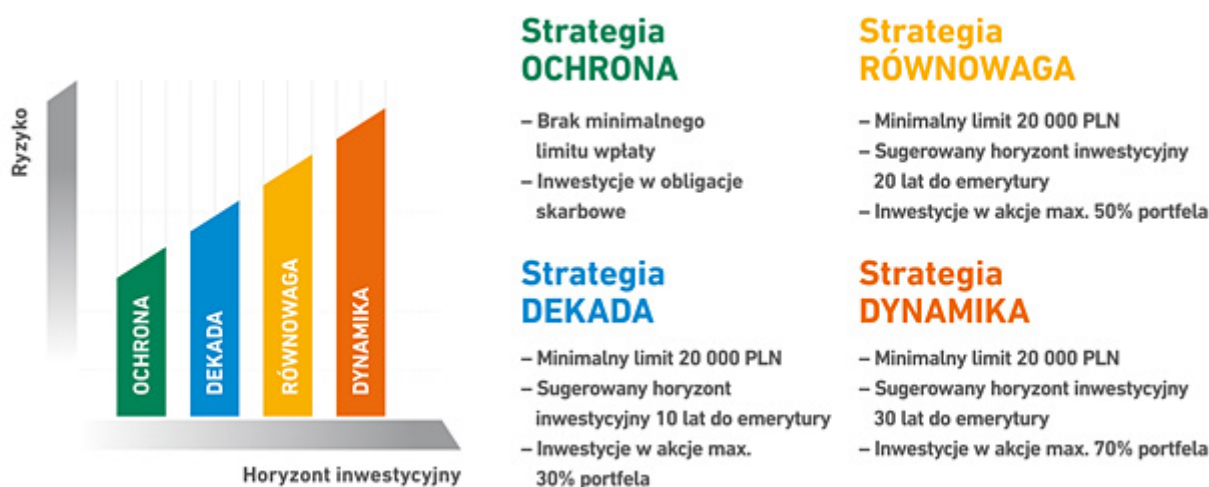 Ryzyko
OCHRONA
DEKADA
RÓWNOWAGA
DYNAMIKA
Horyzont inwestycyjny
Strategia
OCHRONA
– Brak minimalnego
limitu wpłaty
– Inwestycje w obligacje
skarbowe
Strategia
RÓWNOWAGA
– Minimalny limit 20 000 PLN
– Sugerowany horyzont inwestycyjny
20 lat do emerytury
– Inwestycje w akcje max. 50% portfela
Strategia
DEKADA
– Minimalny limit 20 000 PLN
– Sugerowany horyzont
inwestycyjny 10 lat do emerytury
– Inwestycje w akcje max.
30% portfela
Strategia
DYNAMIKA
– Minimalny limit 20 000 PLN
– Sugerowany horyzont inwestycyjny
30 lat do emerytury
– Inwestycje w akcje max. 70% portfela